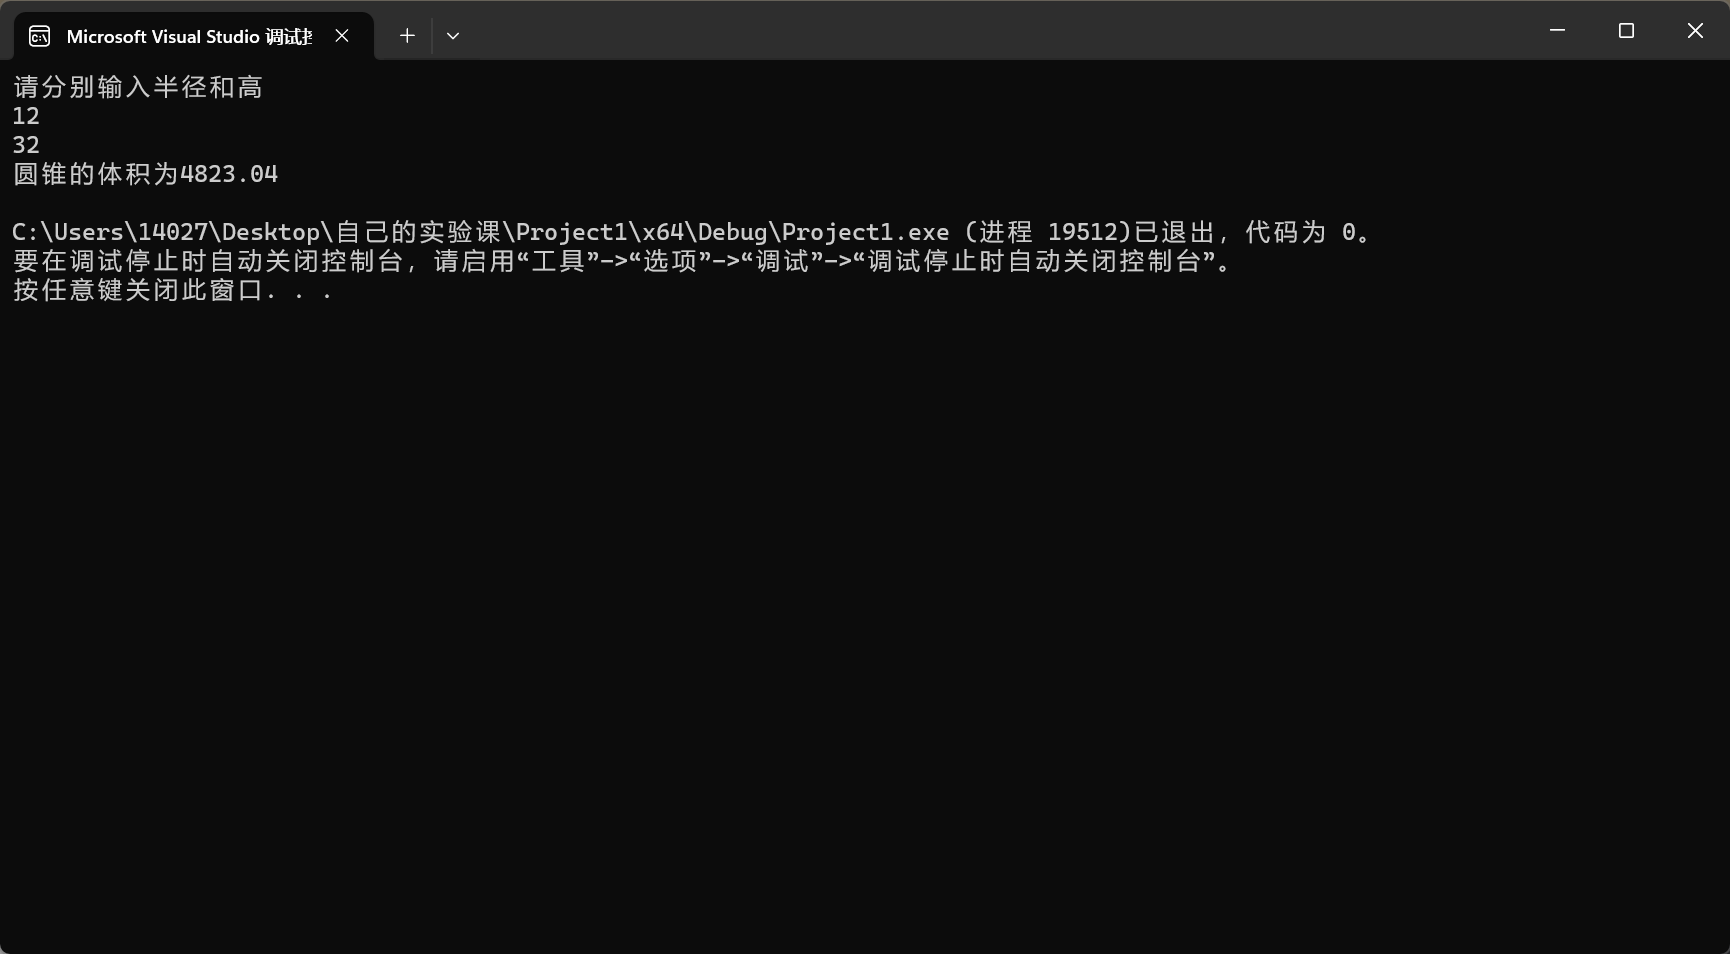 Microsoft Visual Studio 调试
请分别输入半径和高
12
32
圆锥的体积为4823.04
C:\Users\14027\Desktop\自己的实验课\Project1\x64\Debug\Project1.exe (进程 19512)已退出，代码为 0。
要在调试停止时自动关闭控制台，请启用“工具”->“选项”->“调试”->“调试停止时自动关闭控制台”。
按任意键关闭此窗口. . .